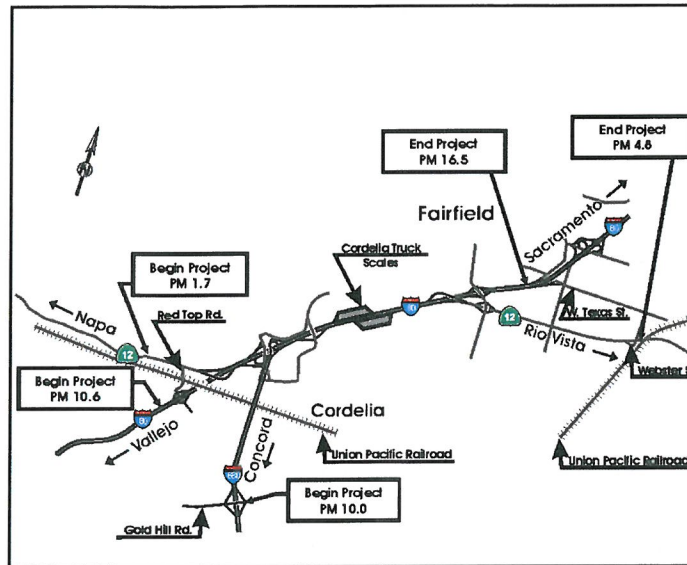 End Project
PM 16.5
End Project
PM 4.8
Fairfield
Sacramento
80
Cordelia Truck
Scales
Begin Project
PM 1.7
Red Top Rd.
Napa
12
80
W. Texas St.
12
Rio Vista
Begin Project
PM 10.6
Webster S
Cordelia
80
Vallejo
Concord
Union Pacific Railroad
Union Pacific Railroad
680
Begin Project
PM 10.0
Gold Hill Rd.